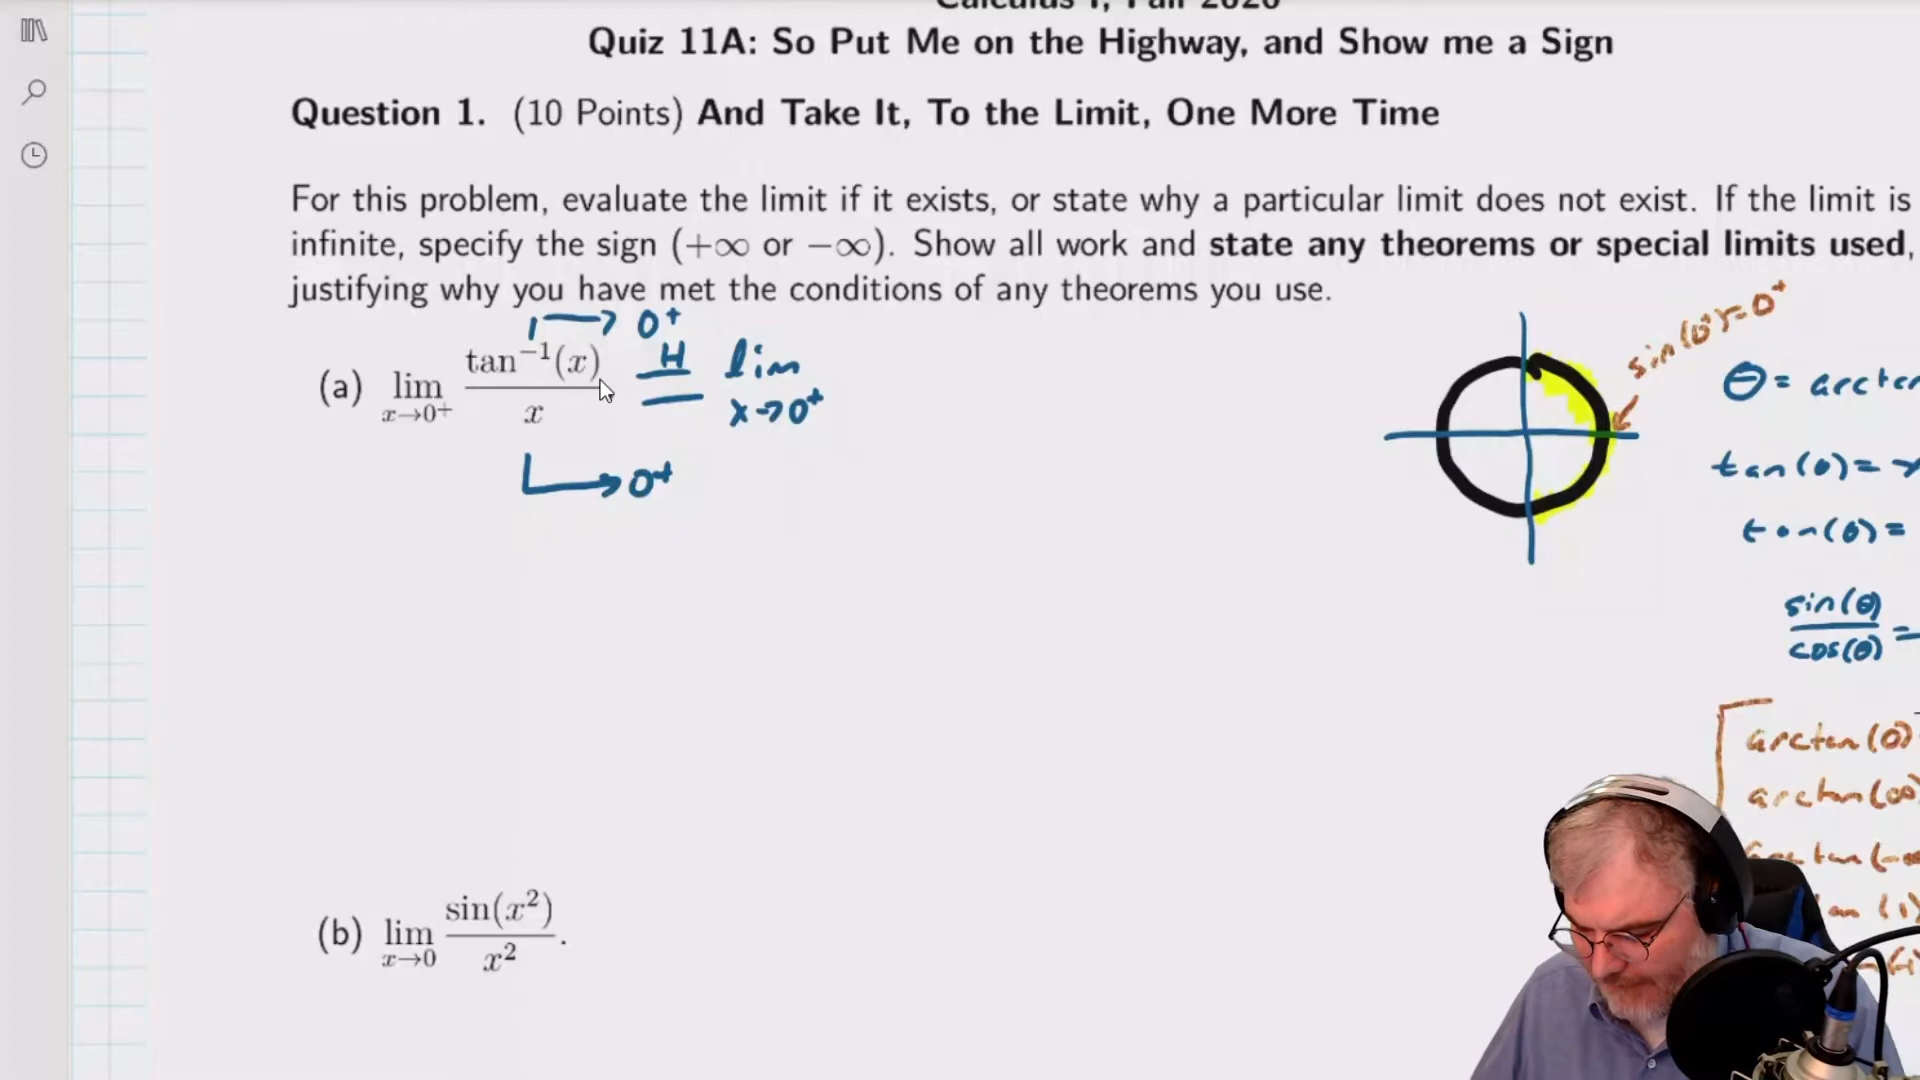 Calculus 1, Fall 2020
Quiz 11A: So Put Me on the Highway, and Show me a Sign
Question 1. (10 Points) And Take It, To the Limit, One More Time
For this problem, evaluate the limit if it exists, or state why a particular limit does not exist. If the limit is
infinite, specify the sign (+∞ or −∞). Show all work and state any theorems or special limits used,
justifying why you have met the conditions of any theorems you use.
→ 0⁺
(a) lim x→0⁺ tan⁻¹(x)/x =H= lim x→0⁺
→ 0⁺
sin(0⁺)=0⁺
θ = arctan
tan(θ) =
tan(θ) =
sin(θ)/cos(θ) =
arctan(0)
arctan(∞)
arctan(-∞
(1)
(b) lim x→0 sin(x²)/x².